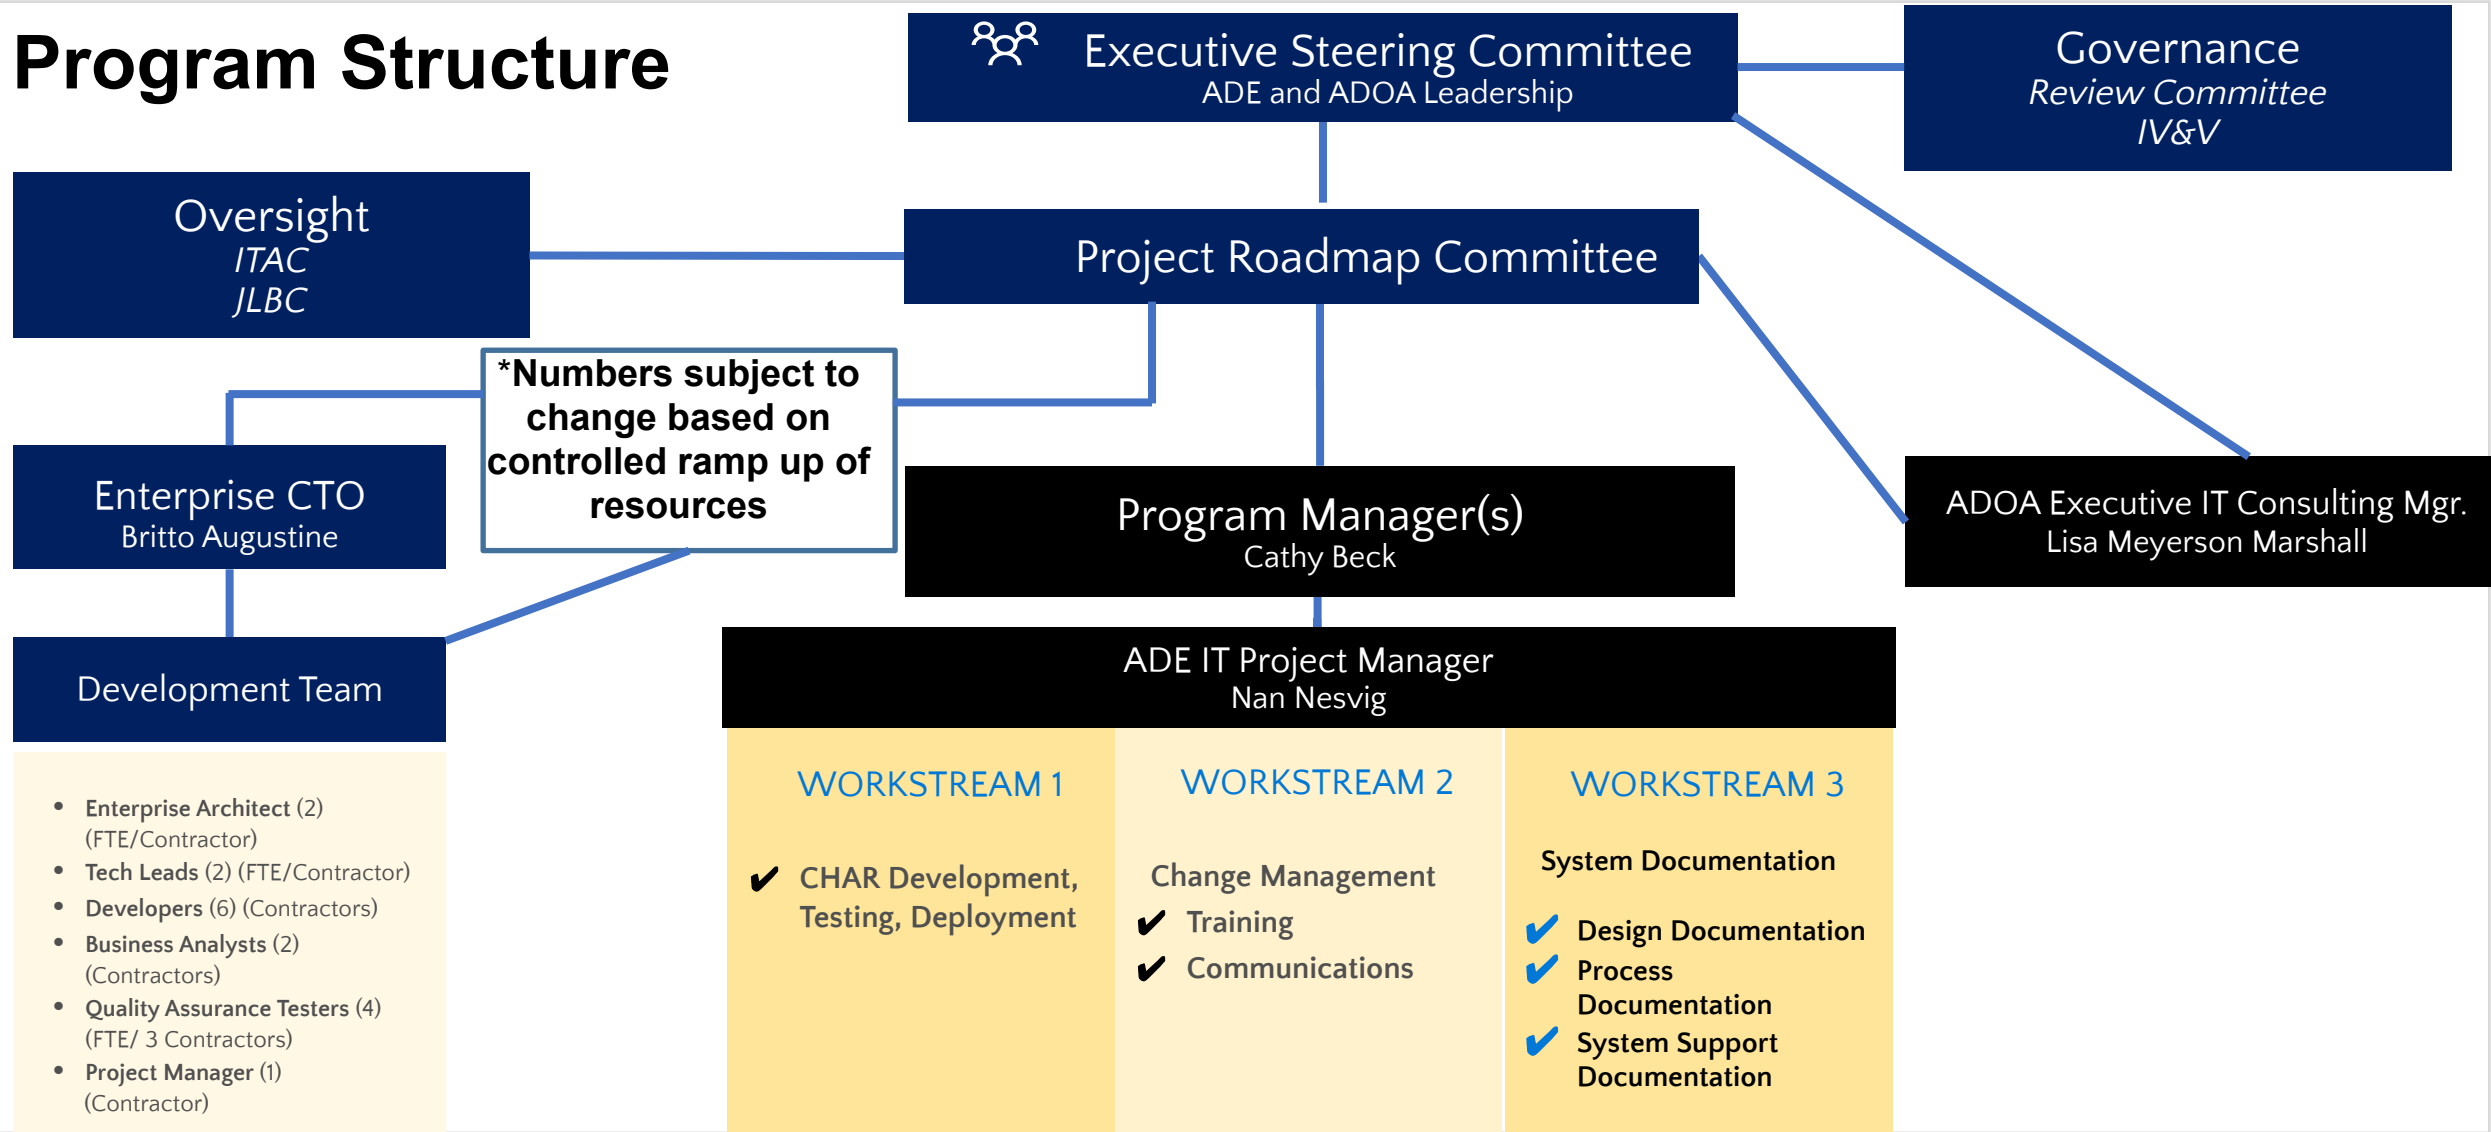 Program Structure
Executive Steering Committee
ADE and ADOA Leadership
Governance
Review Committee
IV&V
Oversight
ITAC
JLBC
Project Roadmap Committee
*Numbers subject to
change based on
controlled ramp up of
resources
Enterprise CTO
Britto Augustine
Program Manager(s)
Cathy Beck
ADOA Executive IT Consulting Mgr.
Lisa Meyerson Marshall
Development Team
ADE IT Project Manager
Nan Nesvig
• Enterprise Architect (2)
(FTE/Contractor)
• Tech Leads (2) (FTE/Contractor)
• Developers (6) (Contractors)
• Business Analysts (2)
(Contractors)
• Quality Assurance Testers (4)
(FTE/ 3 Contractors)
• Project Manager (1)
(Contractor)
WORKSTREAM 1
✔ CHAR Development,
Testing, Deployment
WORKSTREAM 2
Change Management
✔ Training
✔ Communications
WORKSTREAM 3
System Documentation
✔ Design Documentation
✔ Process
Documentation
✔ System Support
Documentation